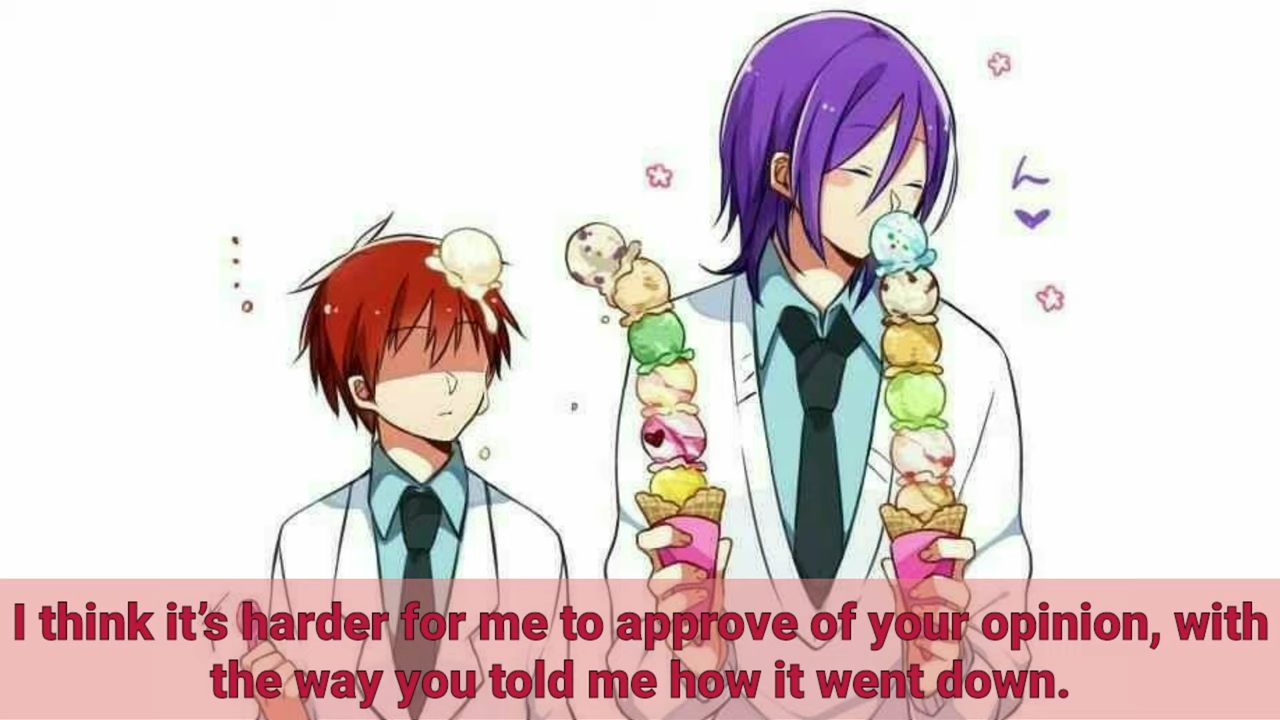 ん
I think it’s harder for me to approve of your opinion, with
the way you told me how it went down.